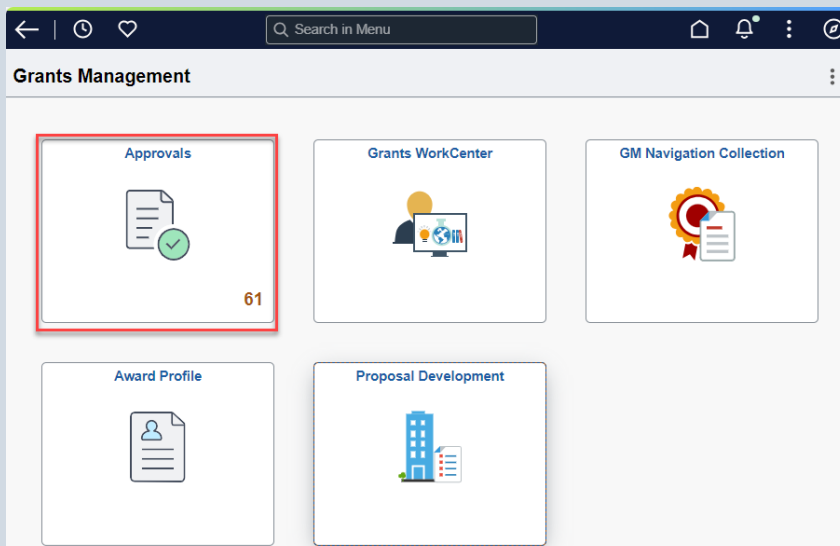 Search in Menu
Grants Management
Approvals
Grants WorkCenter
GM Navigation Collection
61
Award Profile
Proposal Development